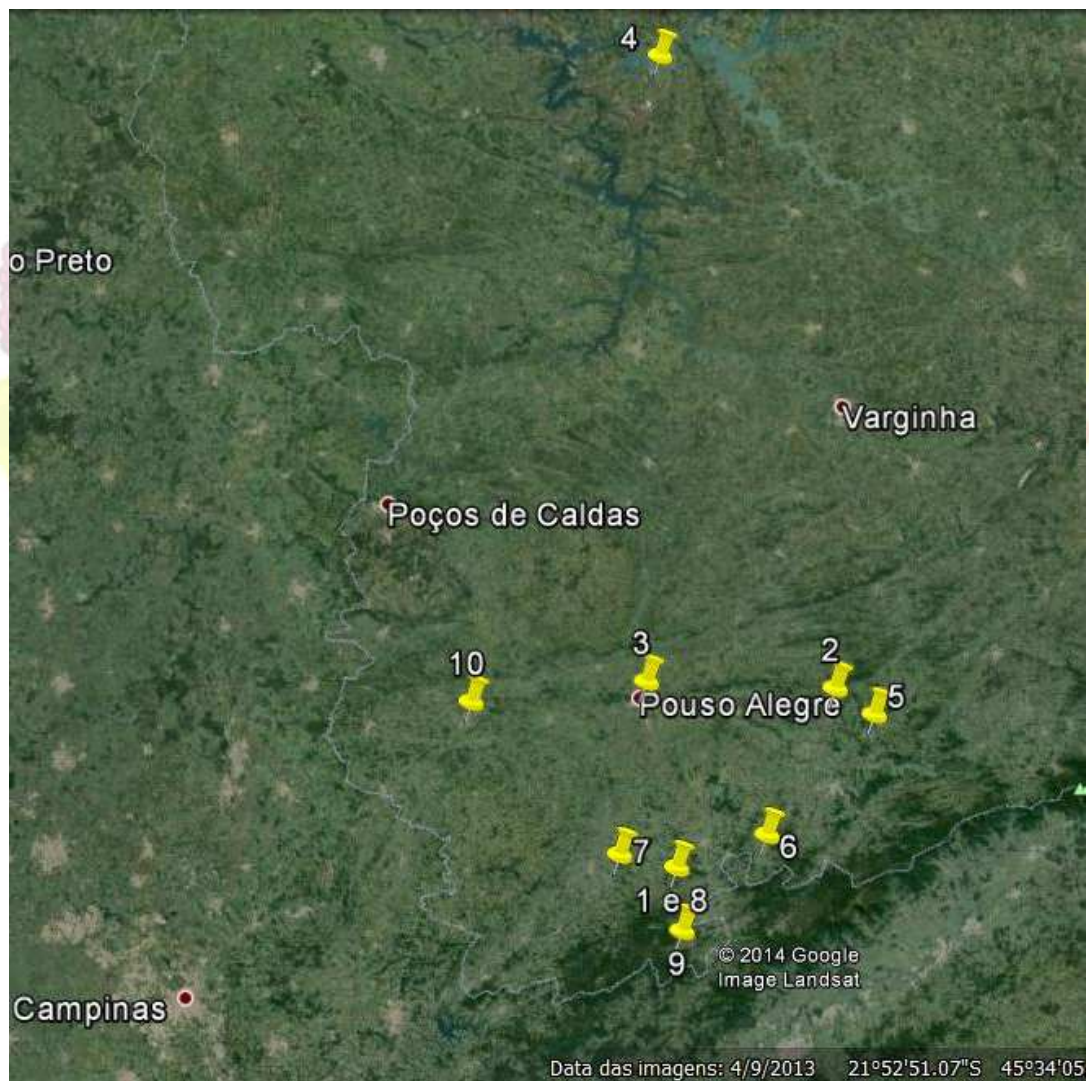 4
o Preto
Varginha
Poços de Caldas
3
2
10
5
Pouso Alegre
6
7
1 e 8
9
© 2014 Google
Image Landsat
Campinas
Data das imagens: 4/9/2013 21°52'51.07"S 45°34'05